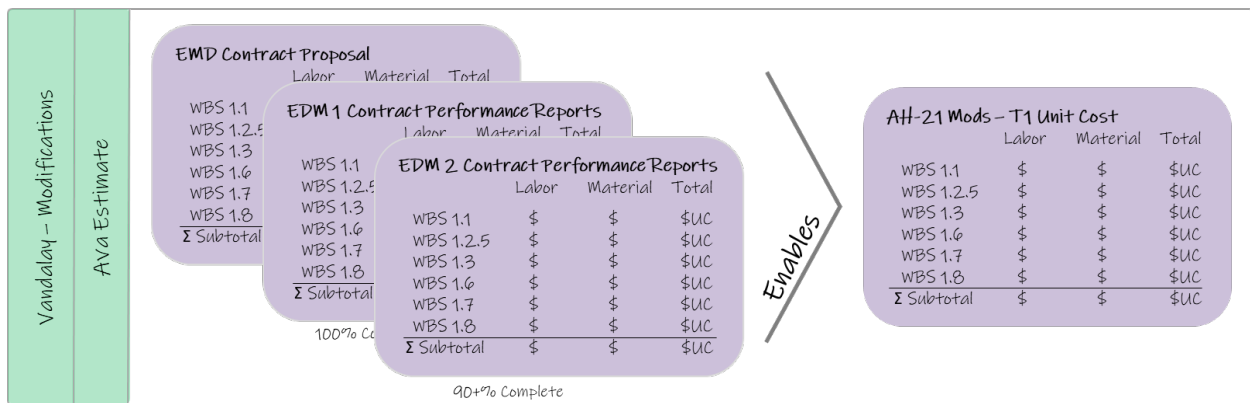 Vandalay – Modifications
Ava Estimate
EMD Contract Proposal
Labor Material Total
WBS 1.1
WBS 1.2.5
WBS 1.3
WBS 1.6
WBS 1.7
WBS 1.8
Σ Subtotal
EDM 1 Contract Performance Reports
Labor Material Total
WBS 1.1
WBS 1.2.5
WBS 1.3
WBS 1.6
WBS 1.7
WBS 1.8
Σ Subtotal
100%
EDM 2 Contract Performance Reports
Labor Material Total
WBS 1.1 $ $ $UC
WBS 1.2.5 $ $ $UC
WBS 1.3 $ $ $UC
WBS 1.6 $ $ $UC
WBS 1.7 $ $ $UC
WBS 1.8 $ $ $UC
Σ Subtotal $ $ $UC
90+% Complete
Enables
AH-21 Mods – T1 Unit Cost
Labor Material Total
WBS 1.1 $ $ $UC
WBS 1.2.5 $ $ $UC
WBS 1.3 $ $ $UC
WBS 1.6 $ $ $UC
WBS 1.7 $ $ $UC
WBS 1.8 $ $ $UC
Σ Subtotal $ $ $UC